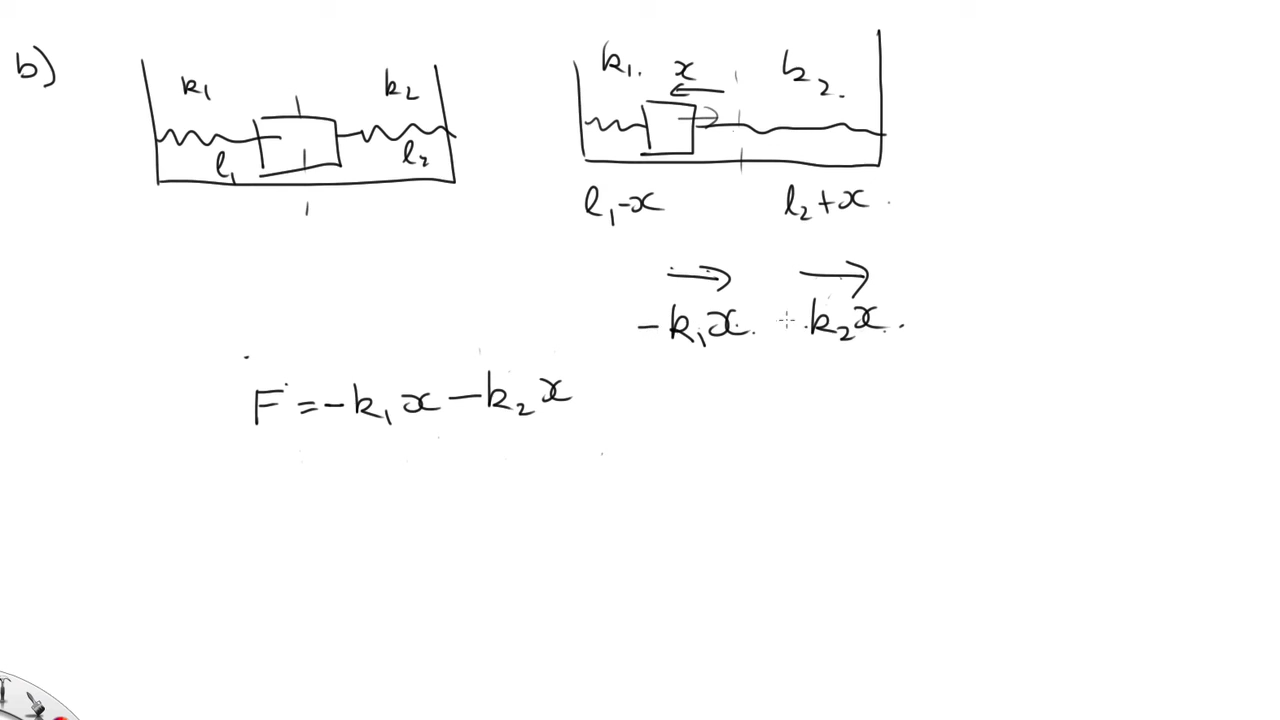 b)
k₁ k₂
l₁ l₂
k₁. x k₂.
l₁-x l₂+x
-k₁x. +k₂x.
F=-k₁x-k₂x